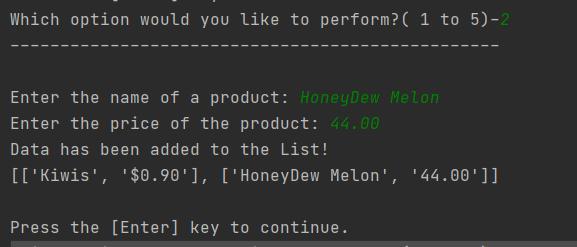 Which option would you like to perform?( 1 to 5)-2
------------------------------------------------
Enter the name of a product: HoneyDew Melon
Enter the price of the product: 44.00
Data has been added to the List!
[['Kiwis', '$0.90'], ['HoneyDew Melon', '44.00']]
Press the [Enter] key to continue.